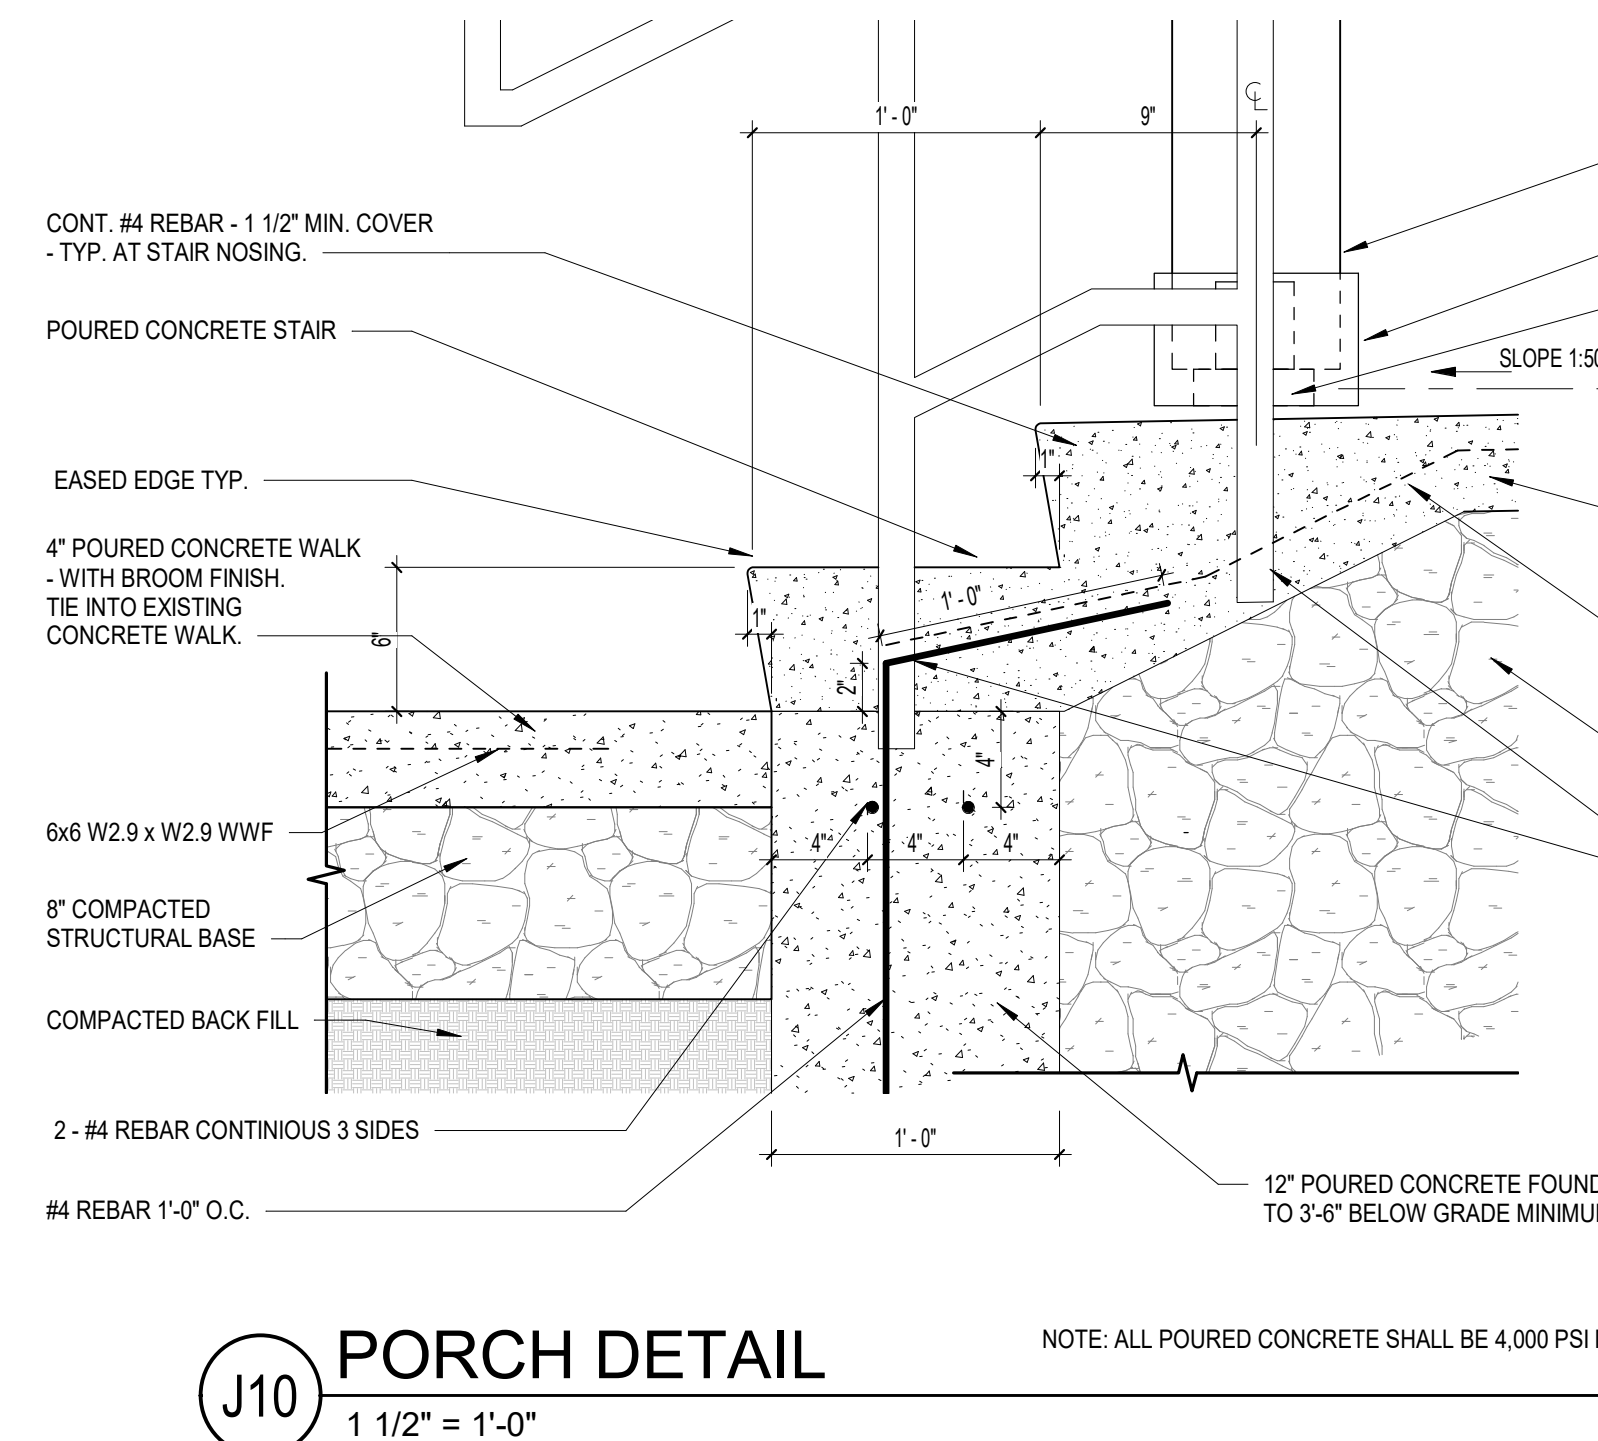 ℄
1' - 0"
9"
CONT. #4 REBAR - 1 1/2" MIN. COVER
- TYP. AT STAIR NOSING.
POURED CONCRETE STAIR
SLOPE 1:50
1"
EASED EDGE TYP.
4" POURED CONCRETE WALK
- WITH BROOM FINISH.
TIE INTO EXISTING
CONCRETE WALK.
6"
1"
1' - 0"
2"
4"
6x6 W2.9 x W2.9 WWF
4"
4"
4"
8" COMPACTED
STRUCTURAL BASE
COMPACTED BACK FILL
2 - #4 REBAR CONTINIOUS 3 SIDES
1' - 0"
#4 REBAR 1'-0" O.C.
12" POURED CONCRETE
TO 3'-6" BELOW GRADE
PORCH DETAIL
NOTE: ALL POURED CONCRETE SHALL BE 4,000 PSI
J10
1 1/2" = 1'-0"